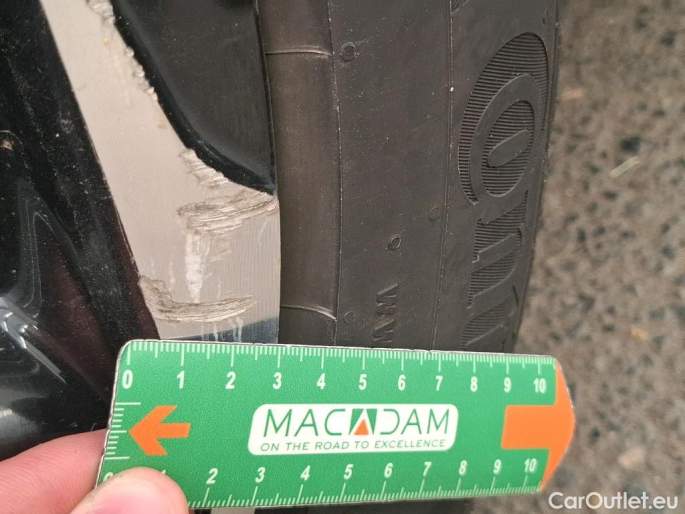 0 1 2 3 4 5 6 7 8 9 10
MACADAM
ON THE ROAD TO EXCELLENCE
0 1 2 3 4 5 6 7 8 9 10
CarOutlet.eu